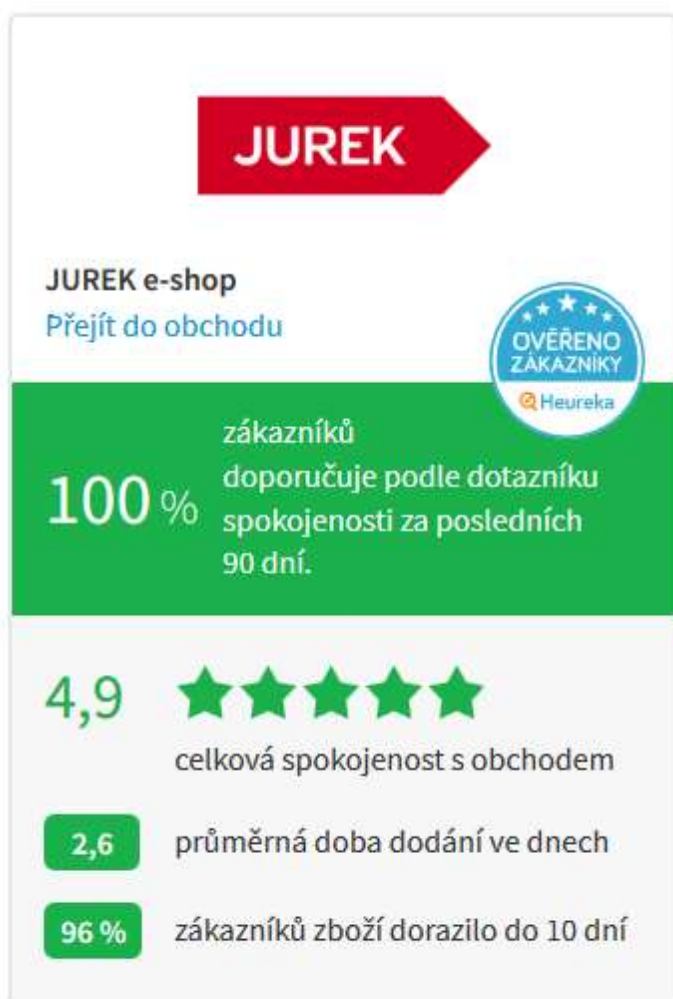 JUREK
JUREK e-shop
Přejít do obchodu
OVĚŘENO
ZÁKAZNÍKY
Heureka
100 %
zákazníků
doporučuje podle dotazníku
spokojenosti za posledních
90 dní.
4,9
celková spokojenost s obchodem
2,6 průměrná doba dodání ve dnech
96 % zákazníků zboží dorazilo do 10 dní